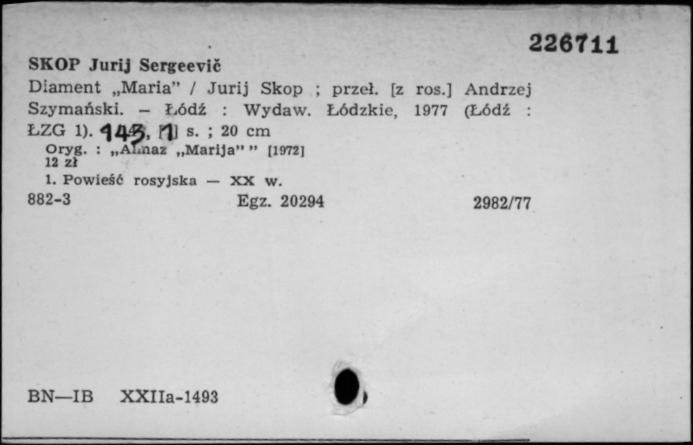 226711
SKOP Jurij Sergeevič
Diament „Maria” / Jurij Skop ; przeł. [z ros.] Andrzej
Szymański. — Łódź : Wydaw. Łódzkie, 1977 (Łódź :
ŁZG 1). 143, [1] s. ; 20 cm
Oryg. : „Almaz „Marija” ” [1972]
12 zł
1. Powieść rosyjska — XX w.
882-3 Egz. 20294 2982/77
BN—IB XXIIa-1493